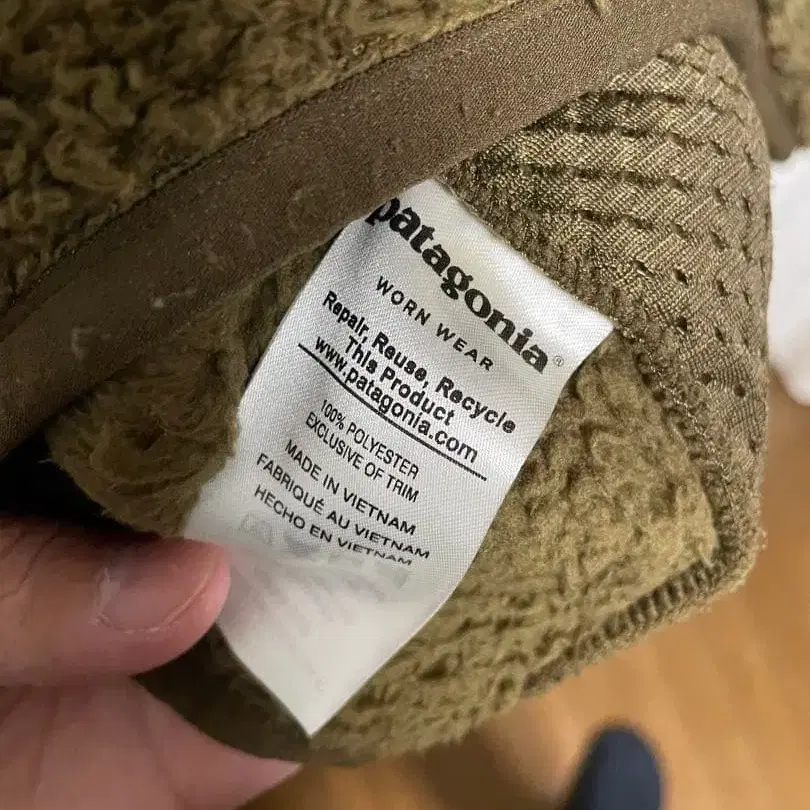 patagonia®
WORN WEAR
Repair, Reuse, Recycle
This Product
www.patagonia.com
100% POLYESTER
EXCLUSIVE OF TRIM
MADE IN VIETNAM
FABRIQUÉ AU VIETNAM
HECHO EN VIETNAM